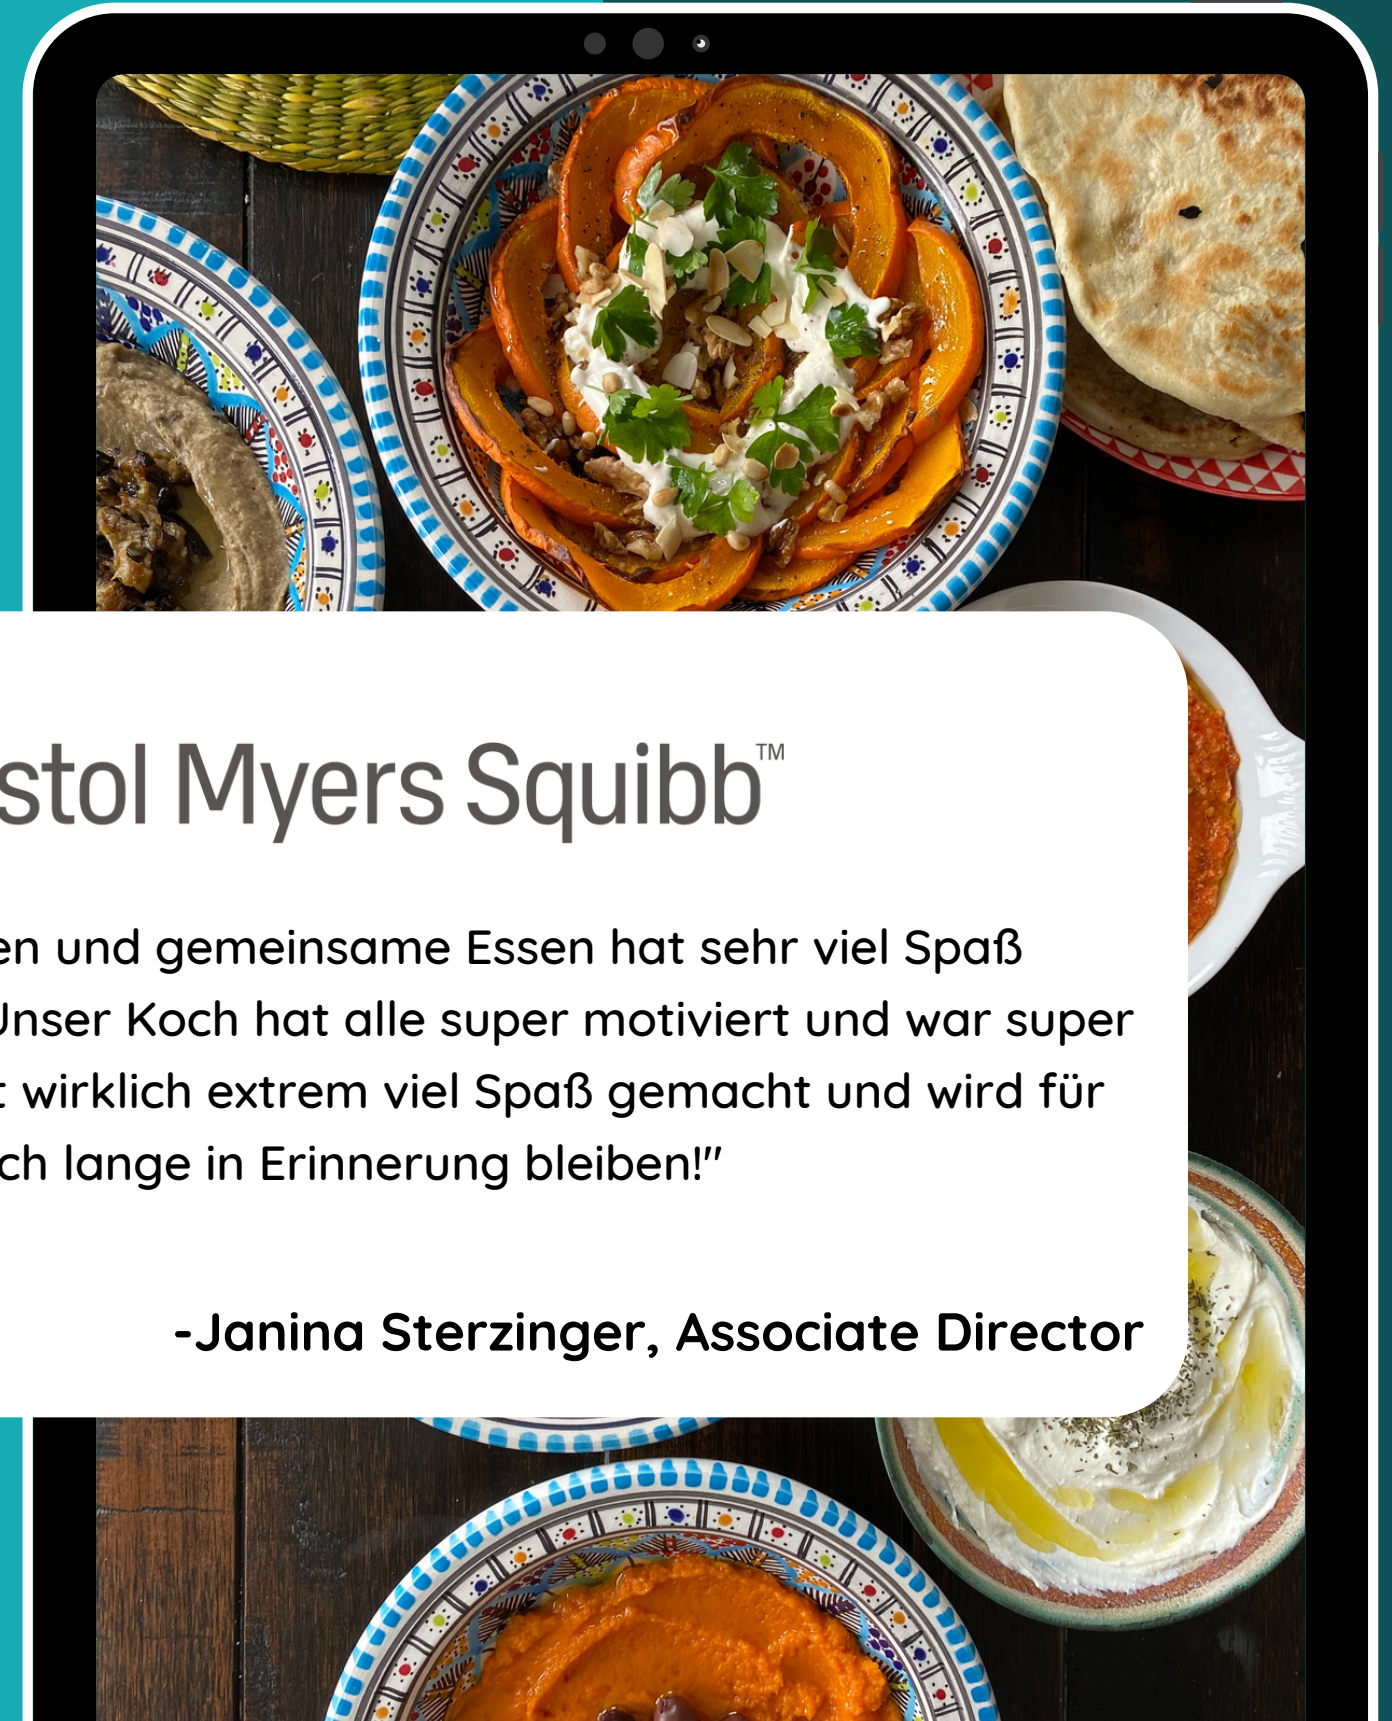 stol Myers Squibb™
en und gemeinsame Essen hat sehr viel Spaß
Unser Koch hat alle super motiviert und war super
t wirklich extrem viel Spaß gemacht und wird für
ch lange in Erinnerung bleiben!"
-Janina Sterzinger, Associate Director